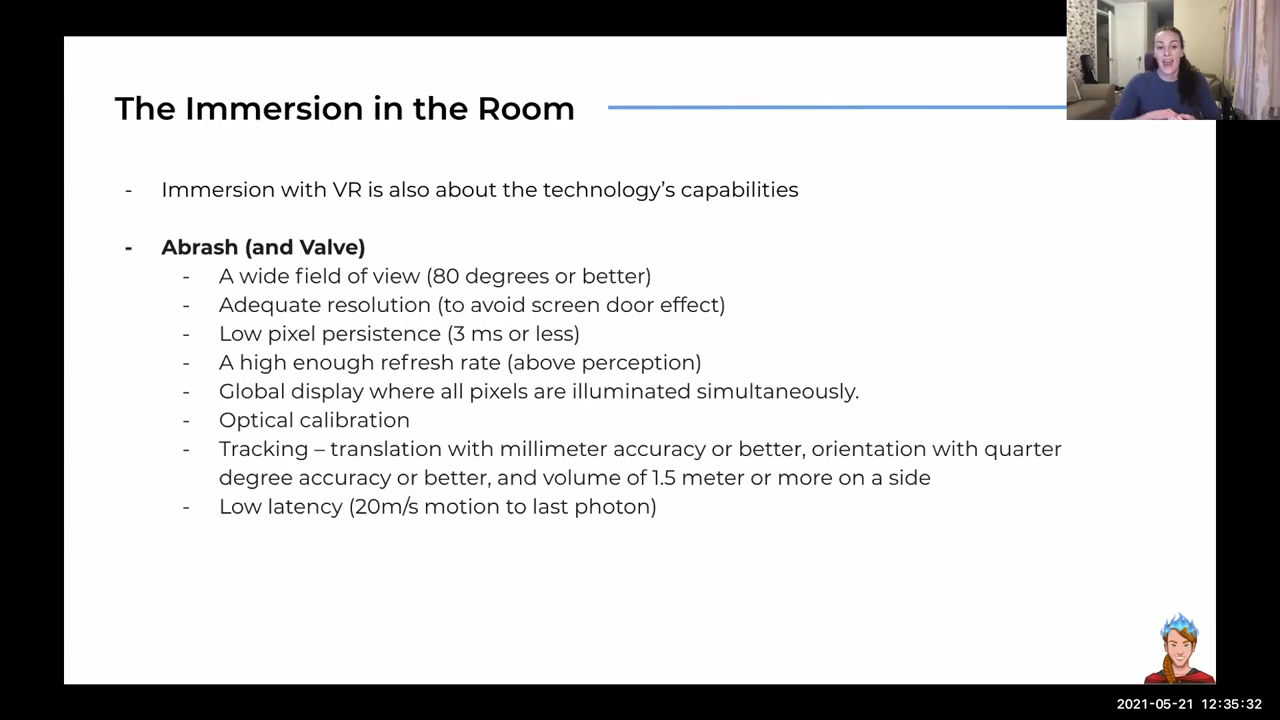 The Immersion in the Room
- Immersion with VR is also about the technology's capabilities
- Abrash (and Valve)
- A wide field of view (80 degrees or better)
- Adequate resolution (to avoid screen door effect)
- Low pixel persistence (3 ms or less)
- A high enough refresh rate (above perception)
- Global display where all pixels are illuminated simultaneously.
- Optical calibration
- Tracking – translation with millimeter accuracy or better, orientation with quarter
degree accuracy or better, and volume of 1.5 meter or more on a side
- Low latency (20m/s motion to last photon)
2021-05-21 12:35:32